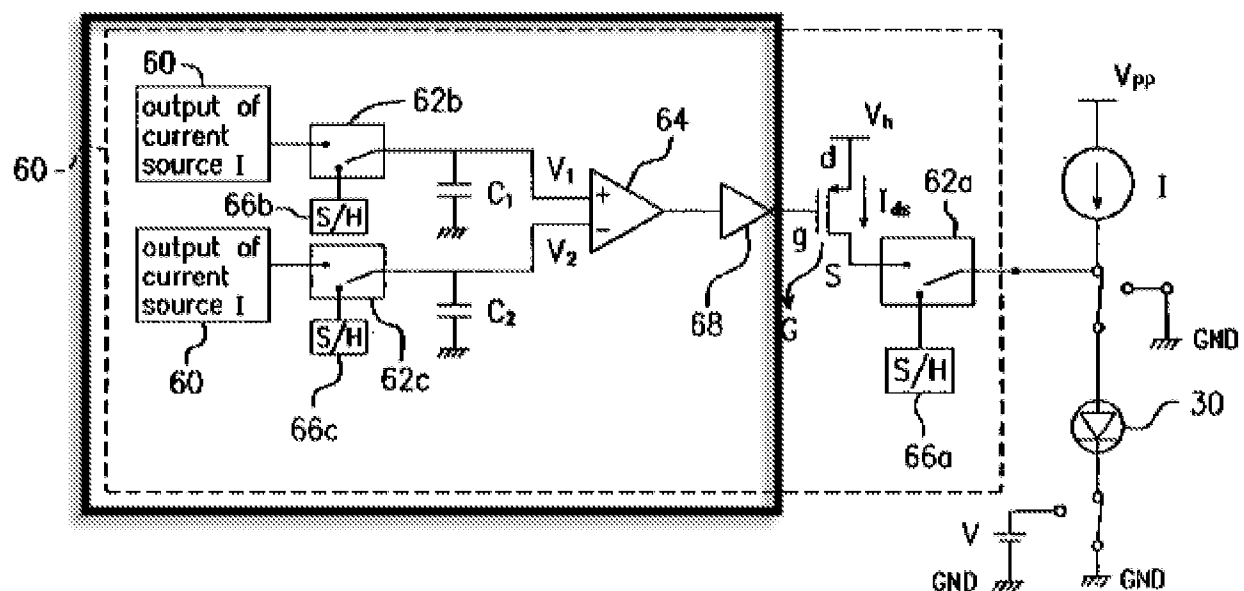 60
output of
current
source I
62b
60
66b
S/H
C₁
V₁
+
64
V₂
−
68
output of
current
source I
60
S/H
62c
66c
C₂
Vh
d
Ids
g
S
G
62a
S/H
66a
Vpp
I
GND
30
V
GND
GND